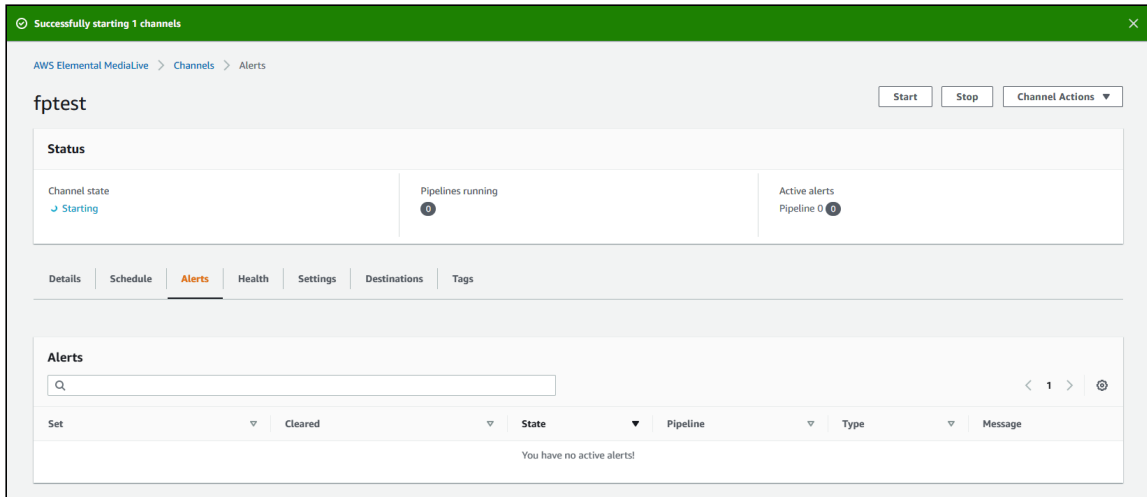 Successfully starting 1 channels
AWS Elemental MediaLive > Channels > Alerts
fptest
Start Stop Channel Actions
Status
Channel state Pipelines running Active alerts
Starting 0 Pipeline 0 0
Details Schedule Alerts Health Settings Destinations Tags
Alerts
1
Set Cleared State Pipeline Type Message
You have no active alerts!